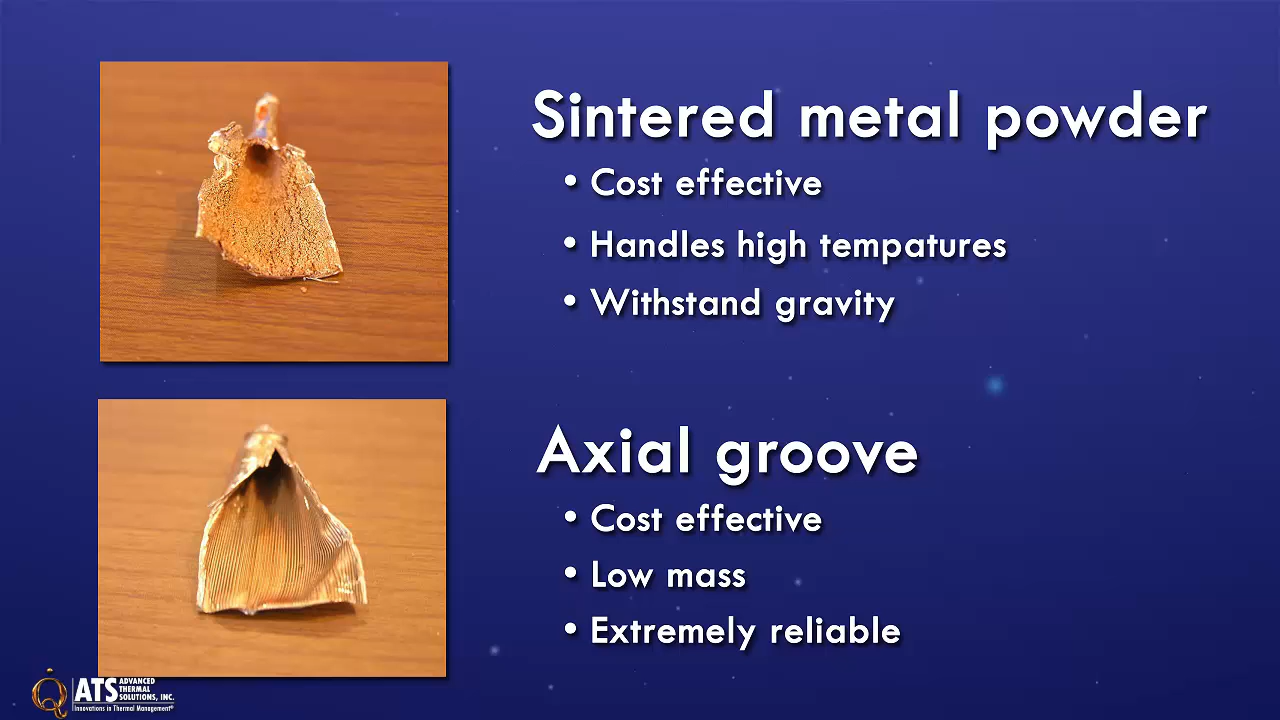 Sintered metal powder
• Cost effective
• Handles high tempatures
• Withstand gravity
Axial groove
• Cost effective
• Low mass
• Extremely reliable
ATS ADVANCED THERMAL SOLUTIONS, INC.
Innovations in Thermal Management®